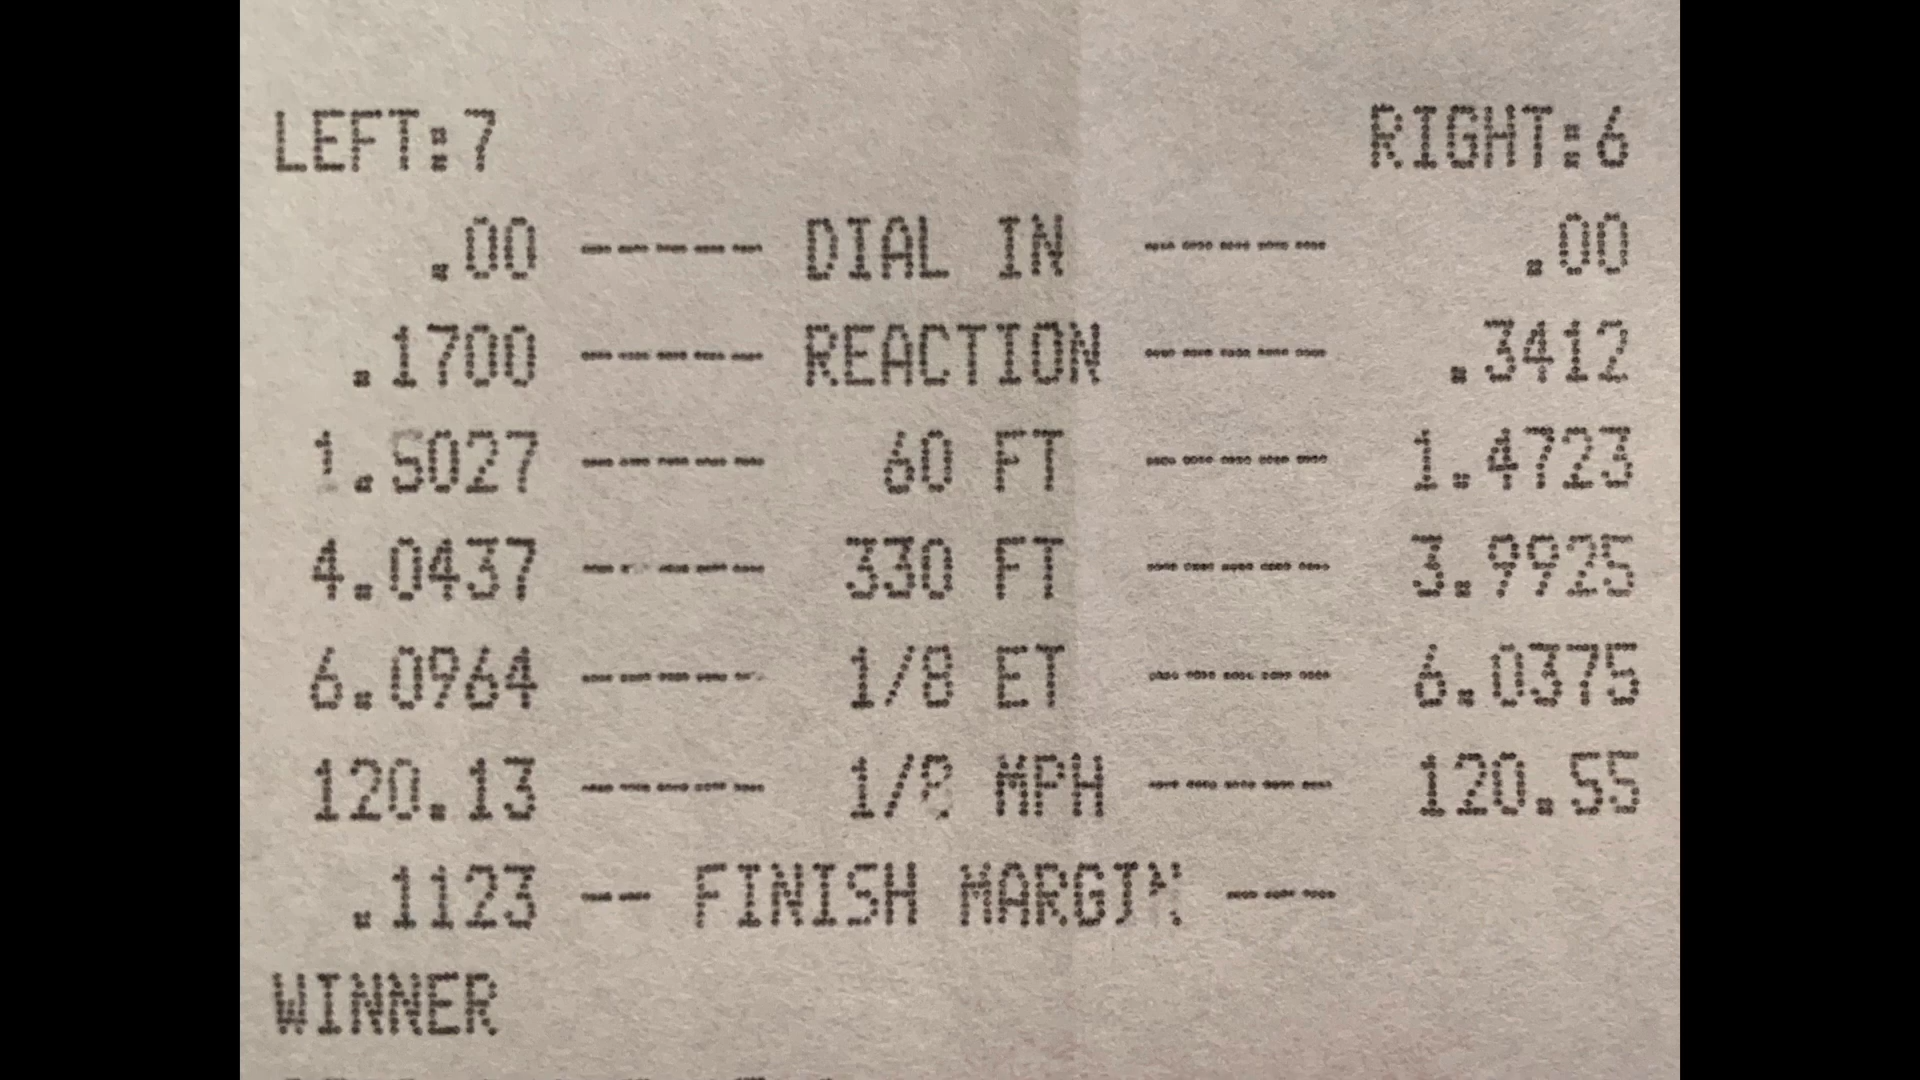 LEFT:7 RIGHT:6
.00 ----- DIAL IN ----- .00
.1700 ----- REACTION ----- .3412
1.5027 ----- 60 FT ----- 1.4723
4.0437 ----- 330 FT ----- 3.9925
6.0964 ----- 1/8 ET ----- 6.0375
120.13 ----- 1/8 MPH ----- 120.55
.1123 -- FINISH MARGIN ---
WINNER